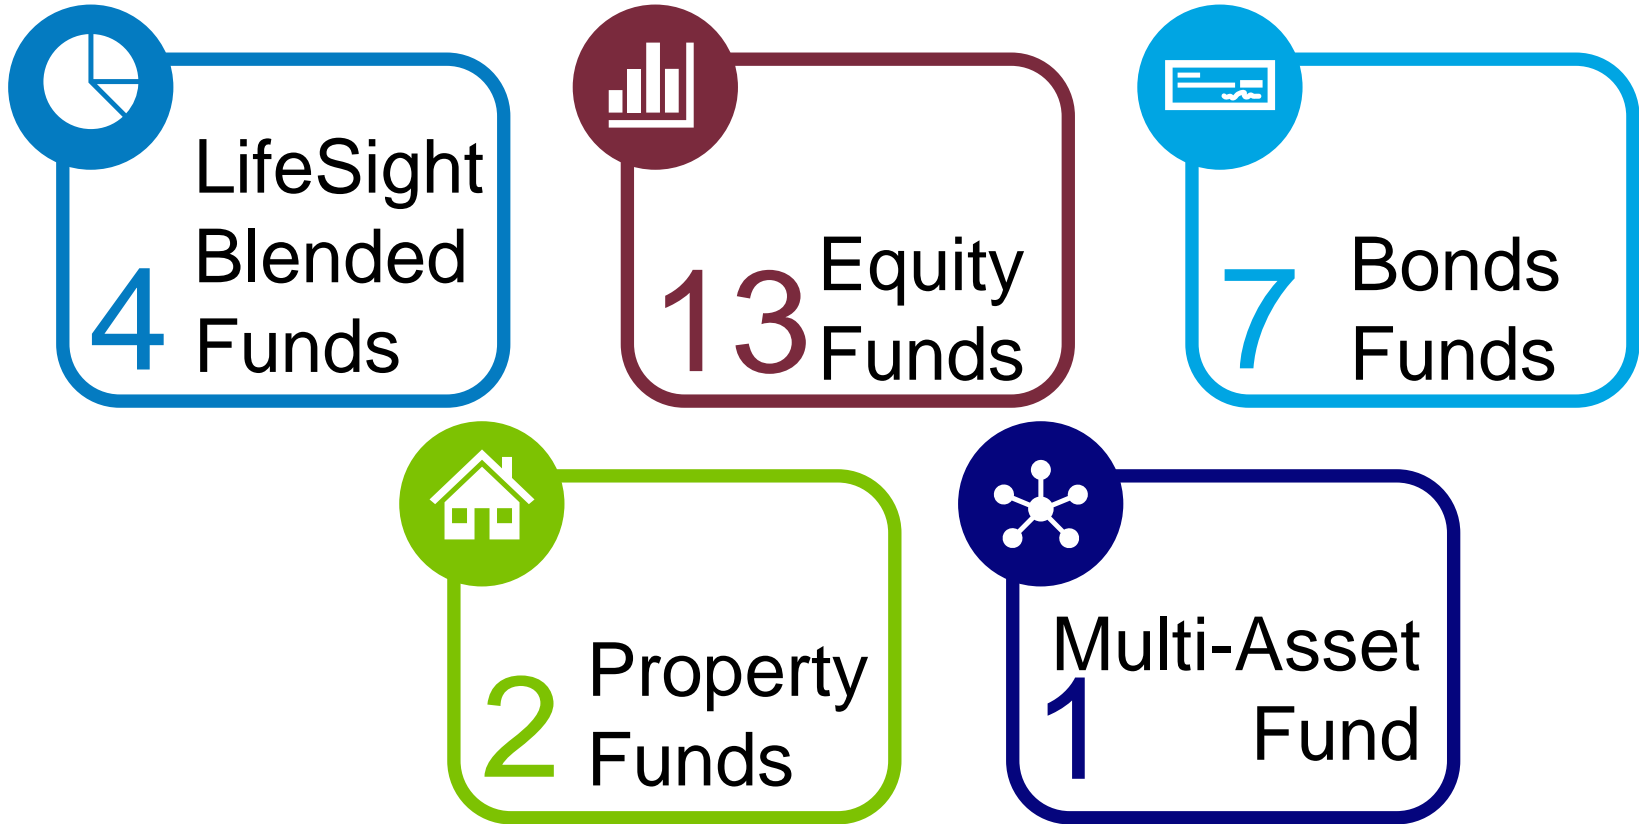 LifeSight
Blended
4 Funds
Equity
13 Funds
Bonds
7 Funds
Property
2 Funds
Multi-Asset
1 Fund